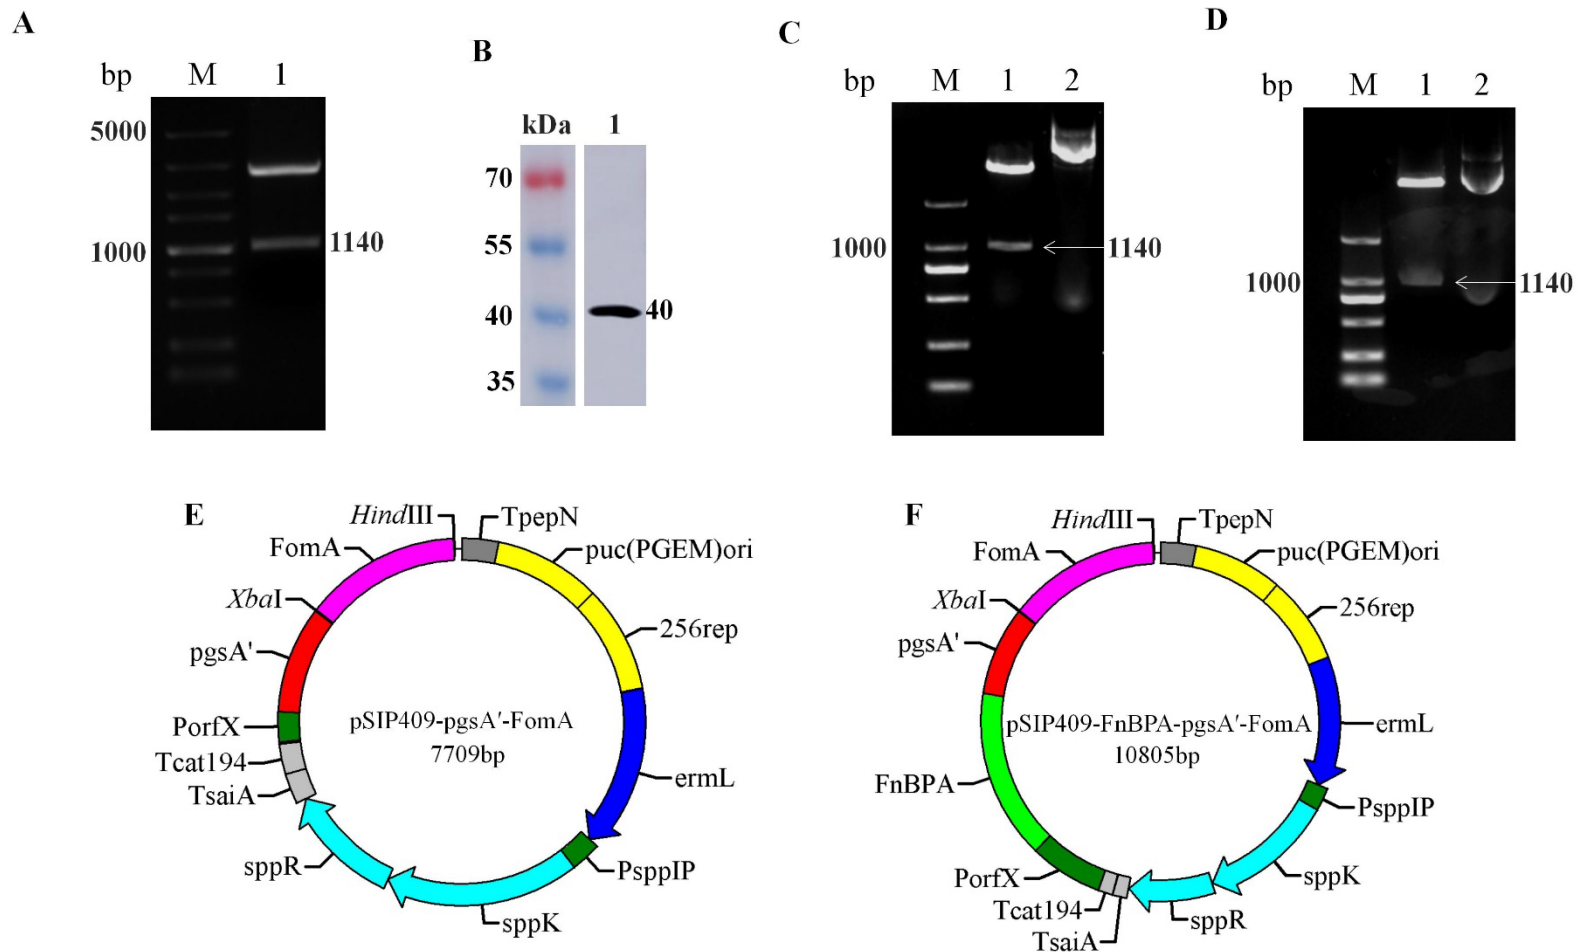 A
bp M 1
5000
1000
1140
B
kDa 1
70
55
40
40
35
C
bp M 1 2
1000
1140
D
bp M 1 2
1000
1140
E
HindIII
TpepN
FomA
puc(PGEM)ori
XbaI
256rep
pgsA'
pSIP409-pgsA'-FomA
7709bp
PorfX
Tcat194
TsaiA
ermL
sppR
PsppIP
sppK
F
HindIII
TpepN
FomA
puc(PGEM)ori
XbaI
256rep
pgsA'
pSIP409-FnBPA-pgsA'-FomA
10805bp
ermL
FnBPA
PsppIP
PorfX
sppK
Tcat194
sppR
TsaiA